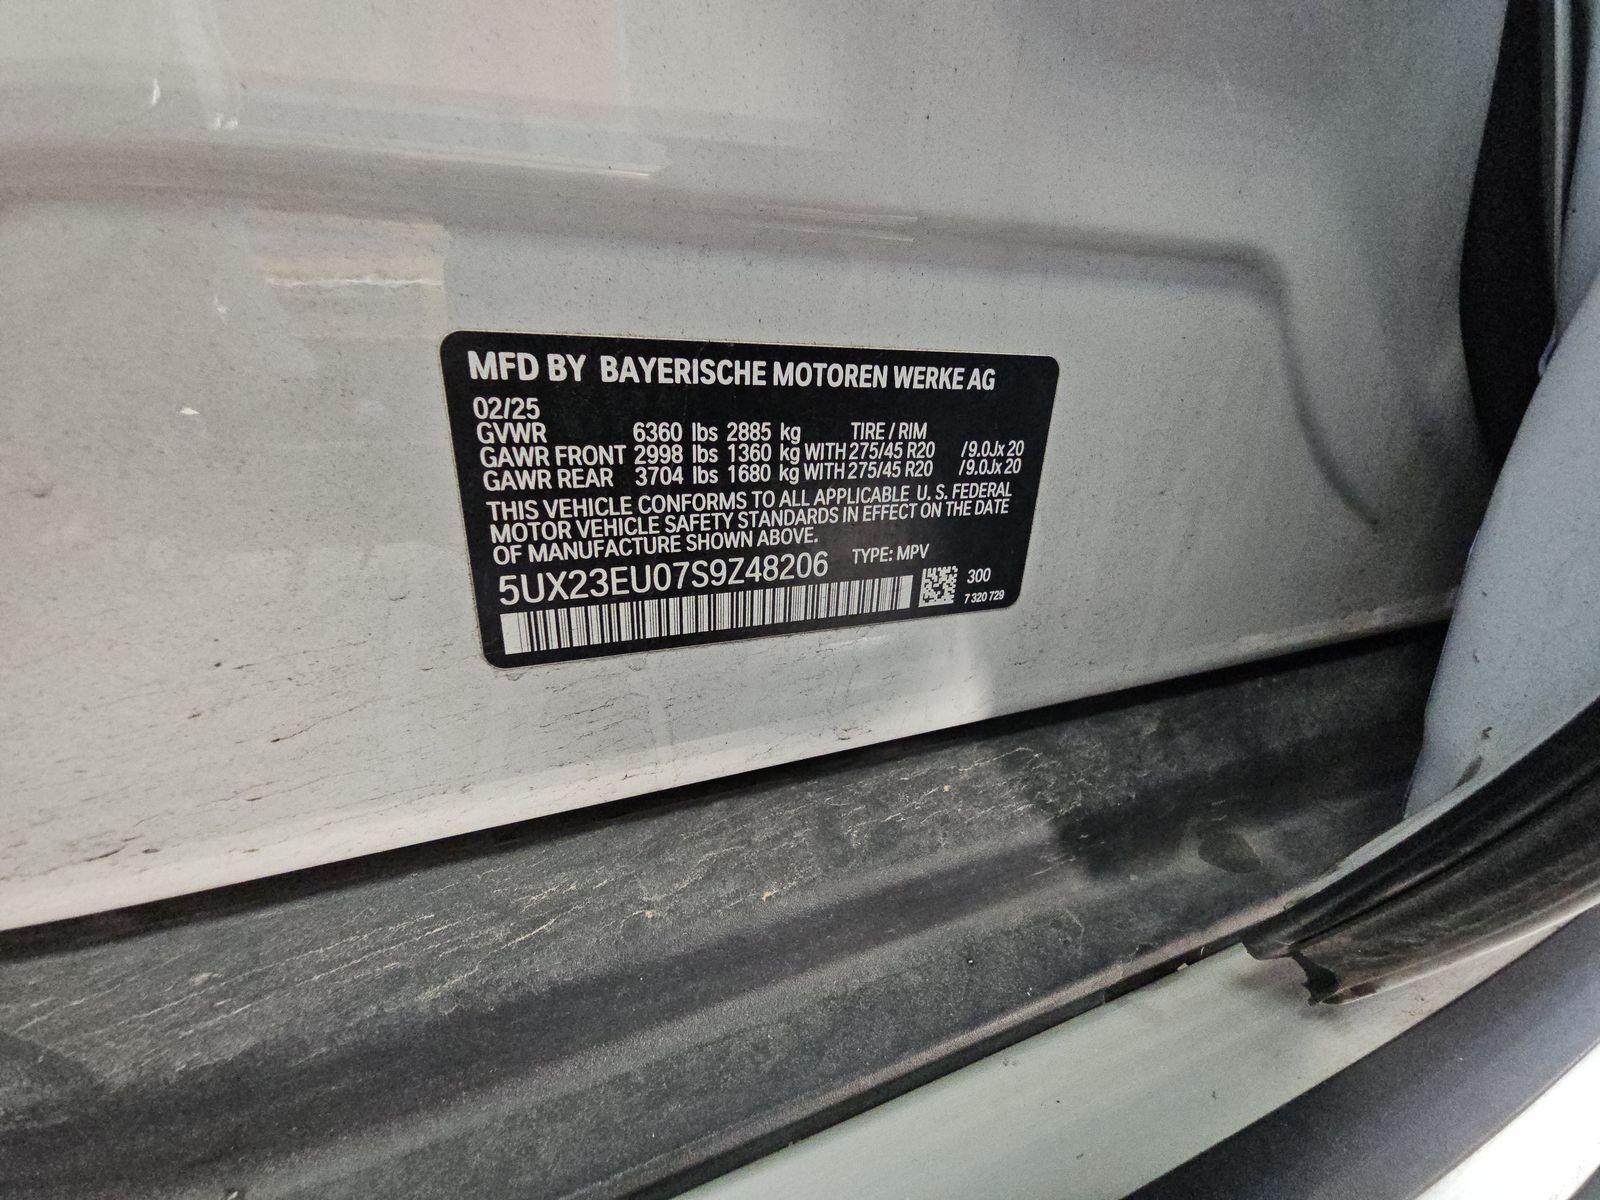 MFD BY BAYERISCHE MOTOREN WERKE AG
02/25
GVWR 6360 lbs 2885 kg TIRE / RIM
GAWR FRONT 2998 lbs 1360 kg WITH 275/45 R20 /9.0Jx20
GAWR REAR 3704 lbs 1680 kg WITH 275/45 R20 /9.0Jx20
THIS VEHICLE CONFORMS TO ALL APPLICABLE U.S. FEDERAL
MOTOR VEHICLE SAFETY STANDARDS IN EFFECT ON THE DATE
OF MANUFACTURE SHOWN ABOVE.
5UX23EU07S9Z48206 TYPE: MPV
300
7 320 729